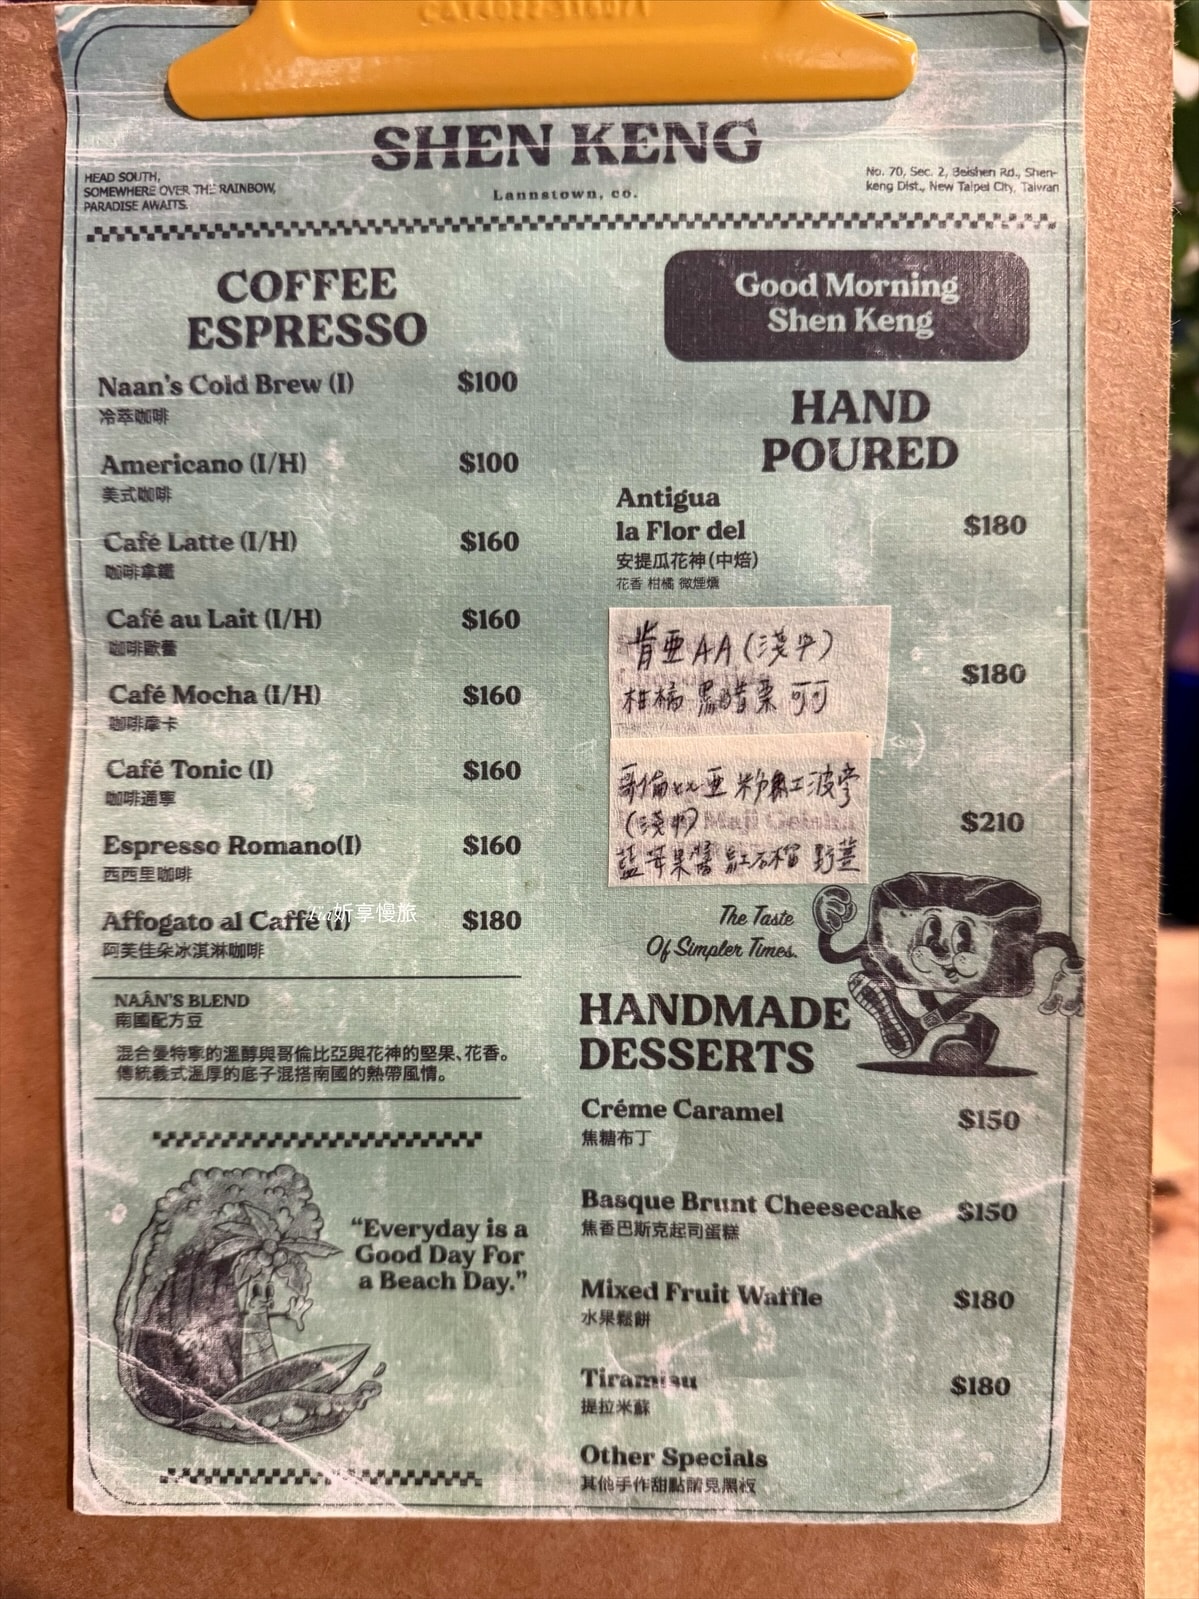 SHEN KENG
Lannstown, co.
HEAD SOUTH,
SOMEWHERE OVER THE RAINBOW,
PARADISE AWAITS.
No. 70, Sec. 2, Beishen Rd., Shen-
keng Dist., New Taipei City, Taiwan
COFFEE
ESPRESSO
Naan's Cold Brew (I) $100
冷萃咖啡
Americano (I/H) $100
美式咖啡
Café Latte (I/H) $160
咖啡拿鐵
Café au Lait (I/H) $160
咖啡歐蕾
Café Mocha (I/H) $160
咖啡摩卡
Café Tonic (I) $160
咖啡通寧
Espresso Romano(I) $160
西西里咖啡
Affogato al Caffé (I) $180
阿芙佳朵冰淇淋咖啡
Tia妡享慢旅
NAÂN'S BLEND
南國配方豆
混合曼特寧的溫醇與哥倫比亞與花神的堅果、花香。
傳統義式溫厚的底子混搭南國的熱帶風情。
"Everyday is a
Good Day For
a Beach Day."
Good Morning
Shen Keng
HAND
POURED
Antigua
la Flor del $180
安提瓜花神(中焙)
花香 柑橘 微煙燻
肯亞AA(淺中) $180
柑橘 黑醋栗 可可
哥倫比亞 粉紅波旁
(淺中) $210
藍莓果醬 紅石榴 野薑
The Taste
Of Simpler Times.
HANDMADE
DESSERTS
Créme Caramel $150
焦糖布丁
Basque Brunt Cheesecake $150
焦香巴斯克起司蛋糕
Mixed Fruit Waffle $180
水果鬆餅
Tiramisu $180
提拉米蘇
Other Specials
其他手作甜點請見黑板